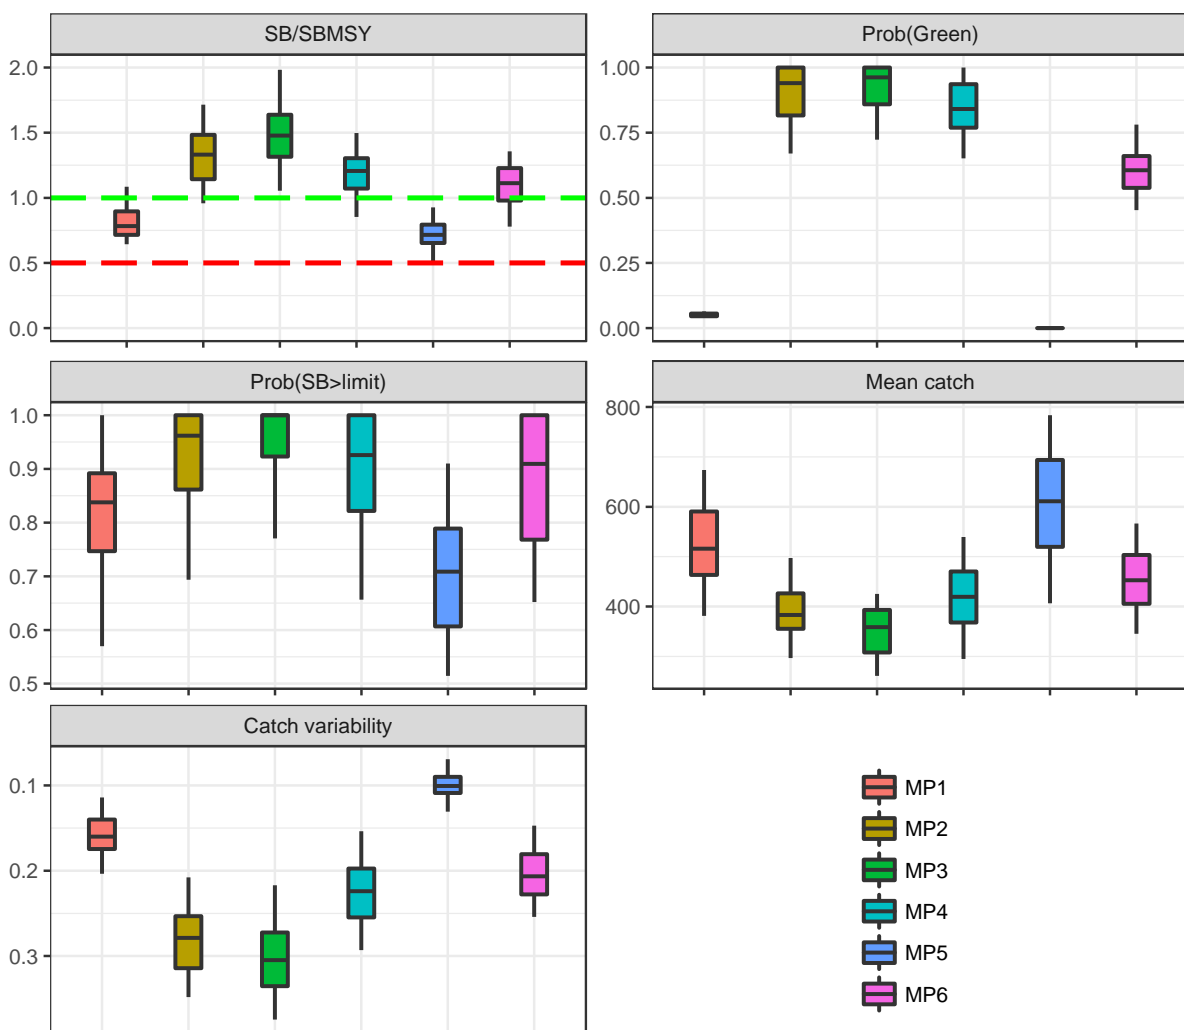 SB/SBMSY
2.0
1.5
1.0
0.5
0.0
Prob(Green)
1.00
0.75
0.50
0.25
0.00
Prob(SB>limit)
1.0
0.9
0.8
0.7
0.6
0.5
Mean catch
800
600
400
Catch variability
0.1
0.2
0.3
MP1
MP2
MP3
MP4
MP5
MP6